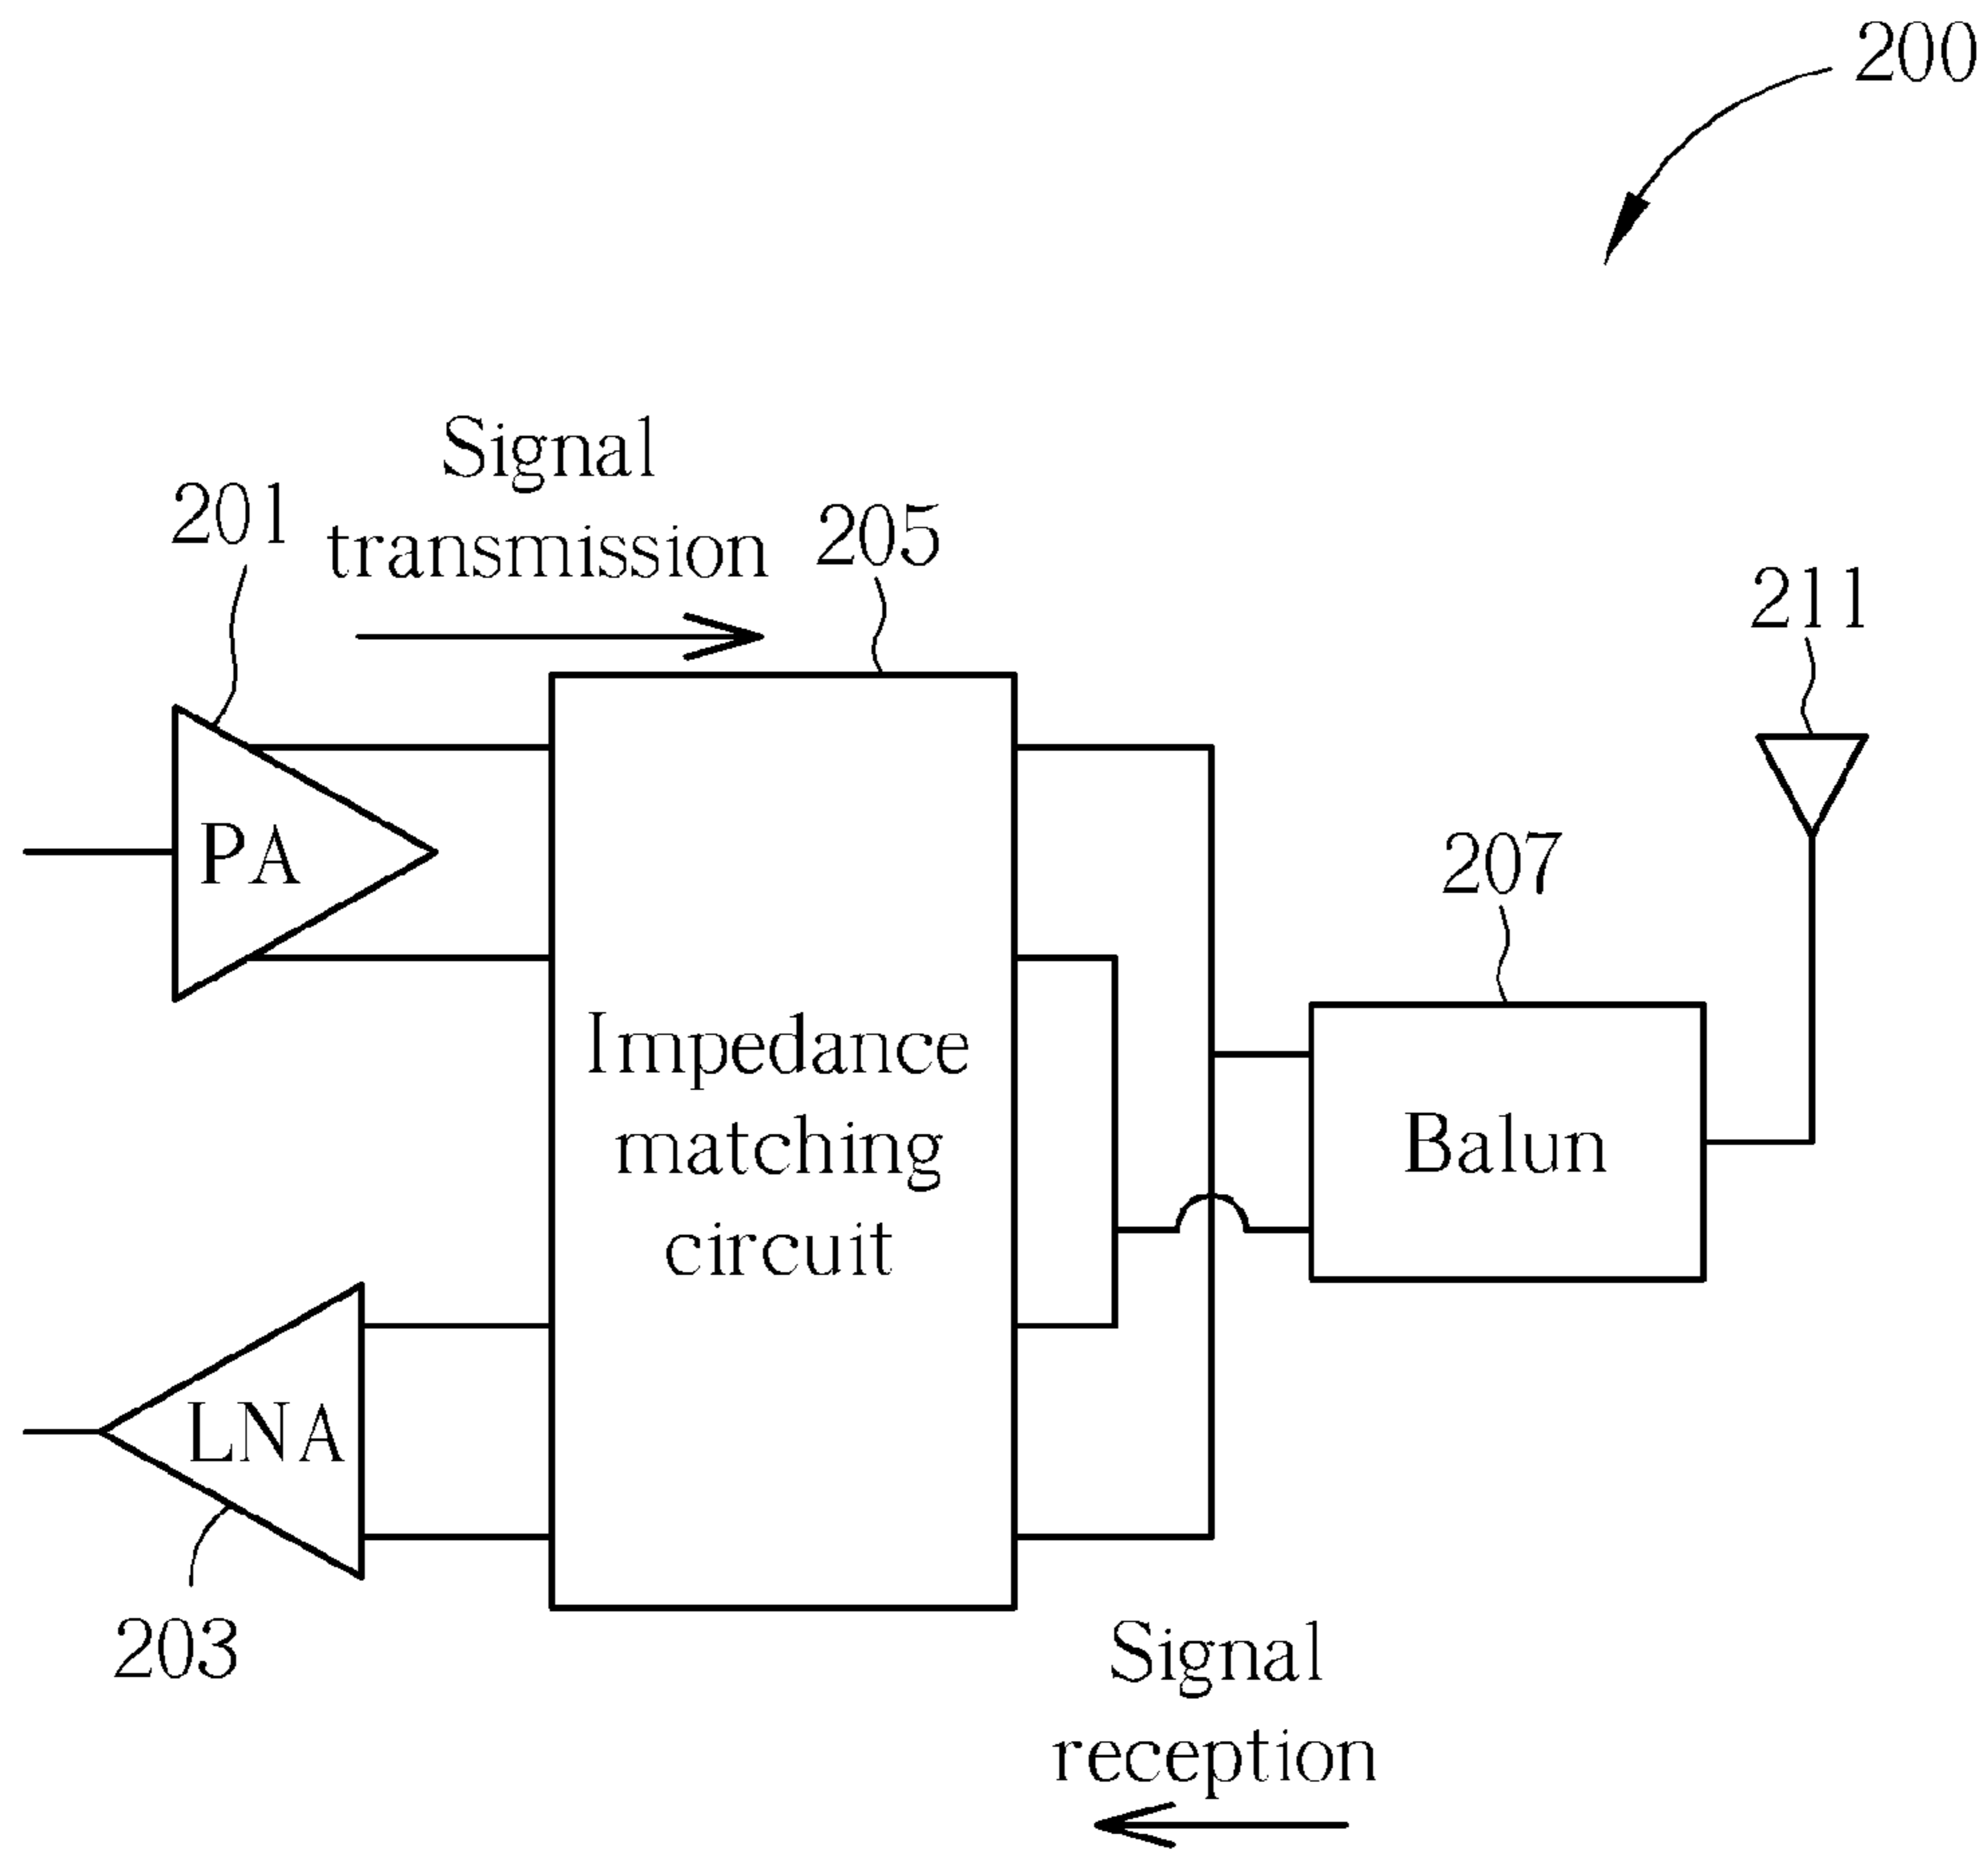 200
Signal
transmission
201
205
211
PA
207
Impedance
matching
circuit
Balun
LNA
203
Signal
reception